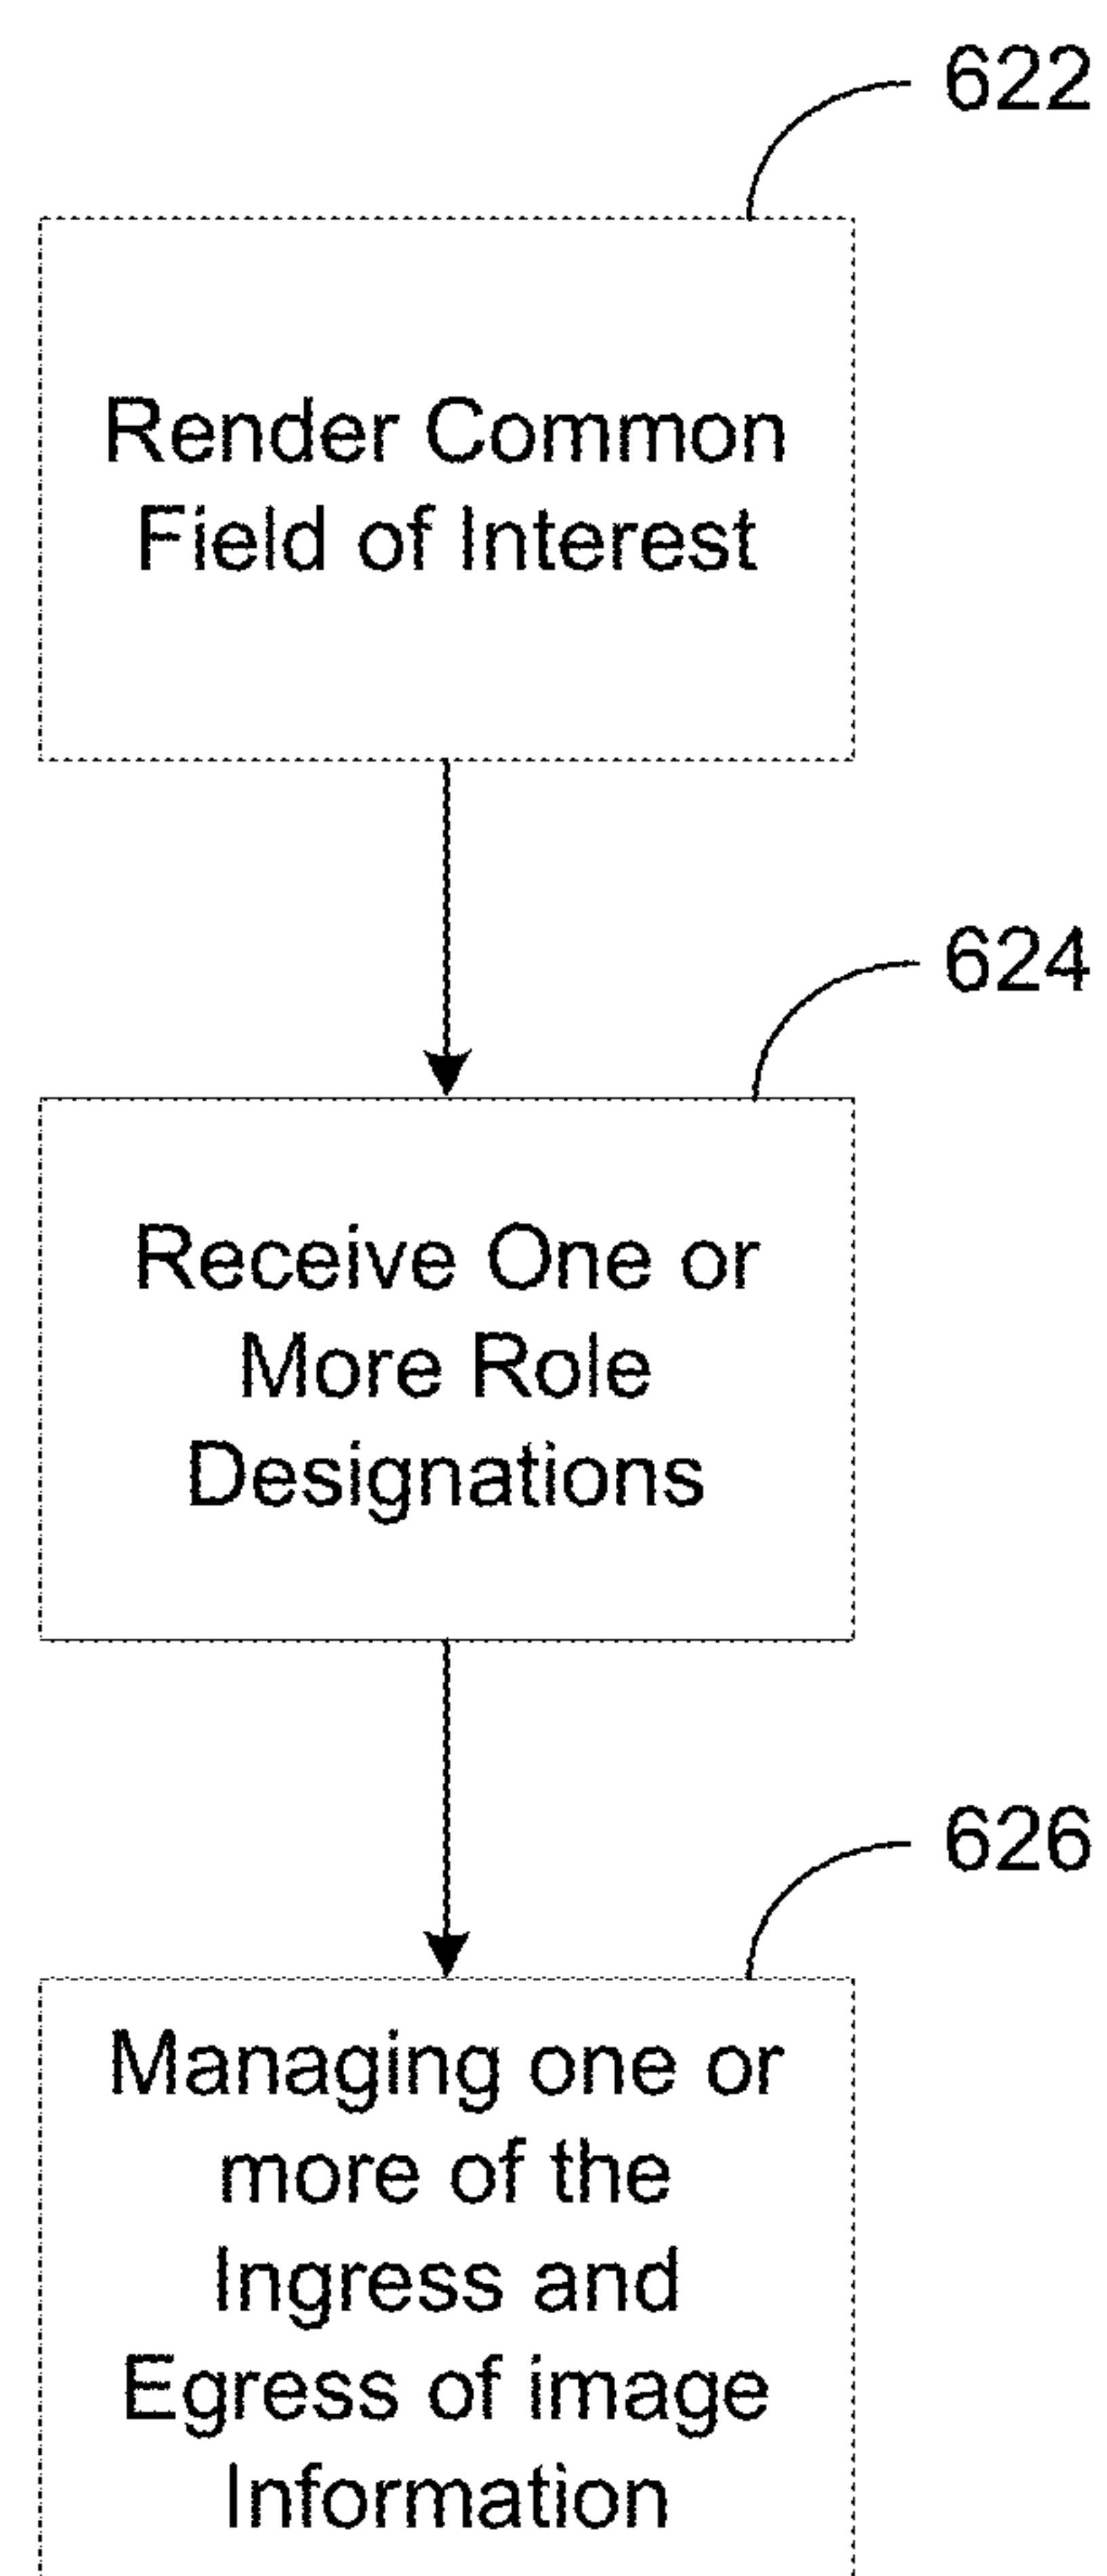 622
Render Common
Field of Interest
624
Receive One or
More Role
Designations
626
Managing one or
more of the
Ingress and
Egress of image
Information